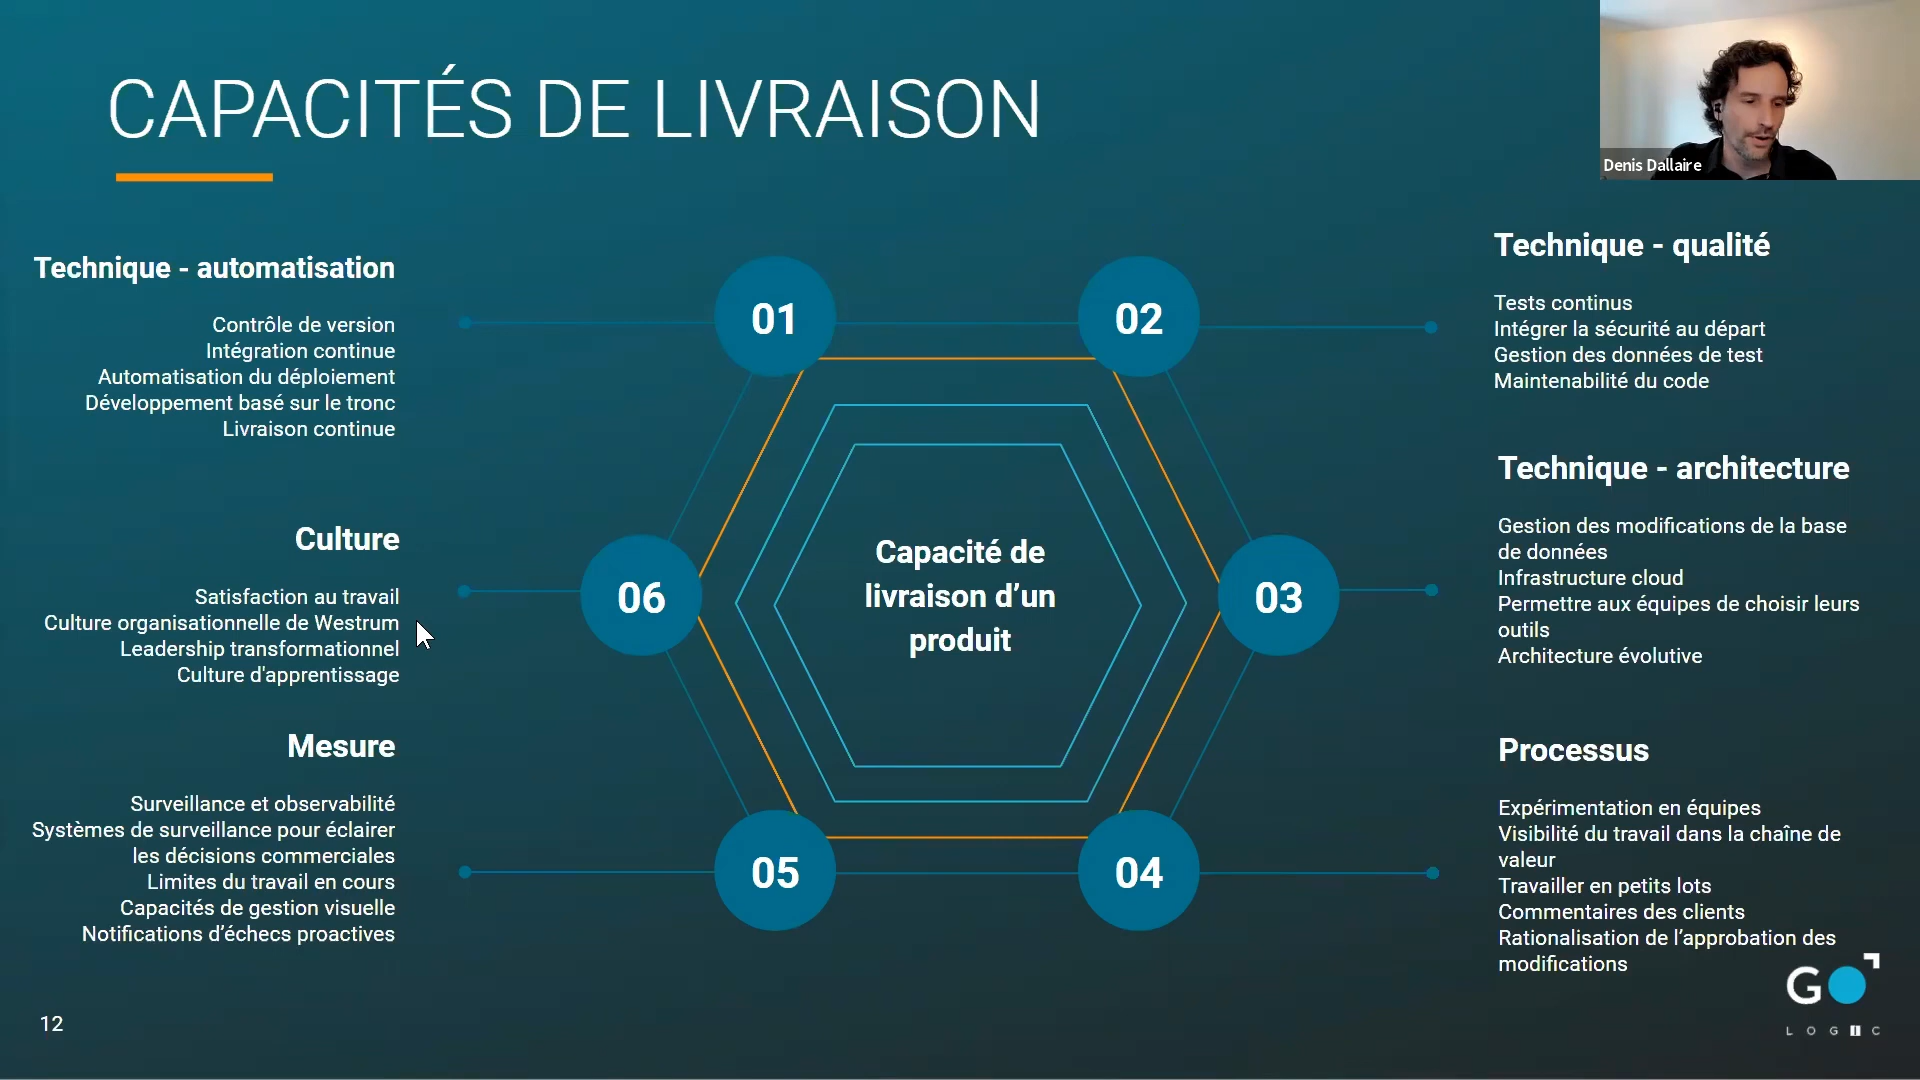 CAPACITÉS DE LIVRAISON
Denis Dallaire
Technique - automatisation
Contrôle de version
Intégration continue
Automatisation du déploiement
Développement basé sur le tronc
Livraison continue
Culture
Satisfaction au travail
Culture organisationnelle de Westrum
Leadership transformationnel
Culture d'apprentissage
Mesure
Surveillance et observabilité
Systèmes de surveillance pour éclairer
les décisions commerciales
Limites du travail en cours
Capacités de gestion visuelle
Notifications d’échecs proactives
01
02
03
04
05
06
Capacité de
livraison d’un
produit
Technique - qualité
Tests continus
Intégrer la sécurité au départ
Gestion des données de test
Maintenabilité du code
Technique - architecture
Gestion des modifications de la base
de données
Infrastructure cloud
Permettre aux équipes de choisir leurs
outils
Architecture évolutive
Processus
Expérimentation en équipes
Visibilité du travail dans la chaîne de
valeur
Travailler en petits lots
Commentaires des clients
Rationalisation de l’approbation des
modifications
12
GO
LOGIC